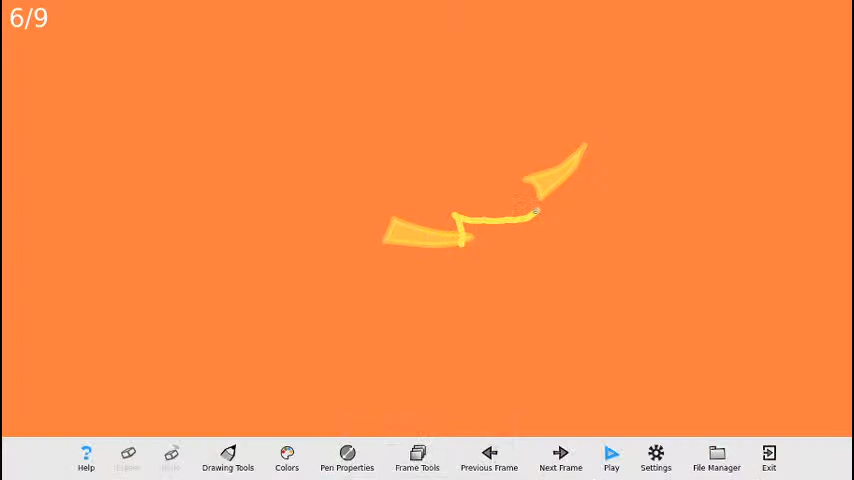 6/9
Help
Drawing Tools
Colors
Pen Properties
Frame Tools
Previous Frame
Next Frame
Play
Settings
File Manager
Exit